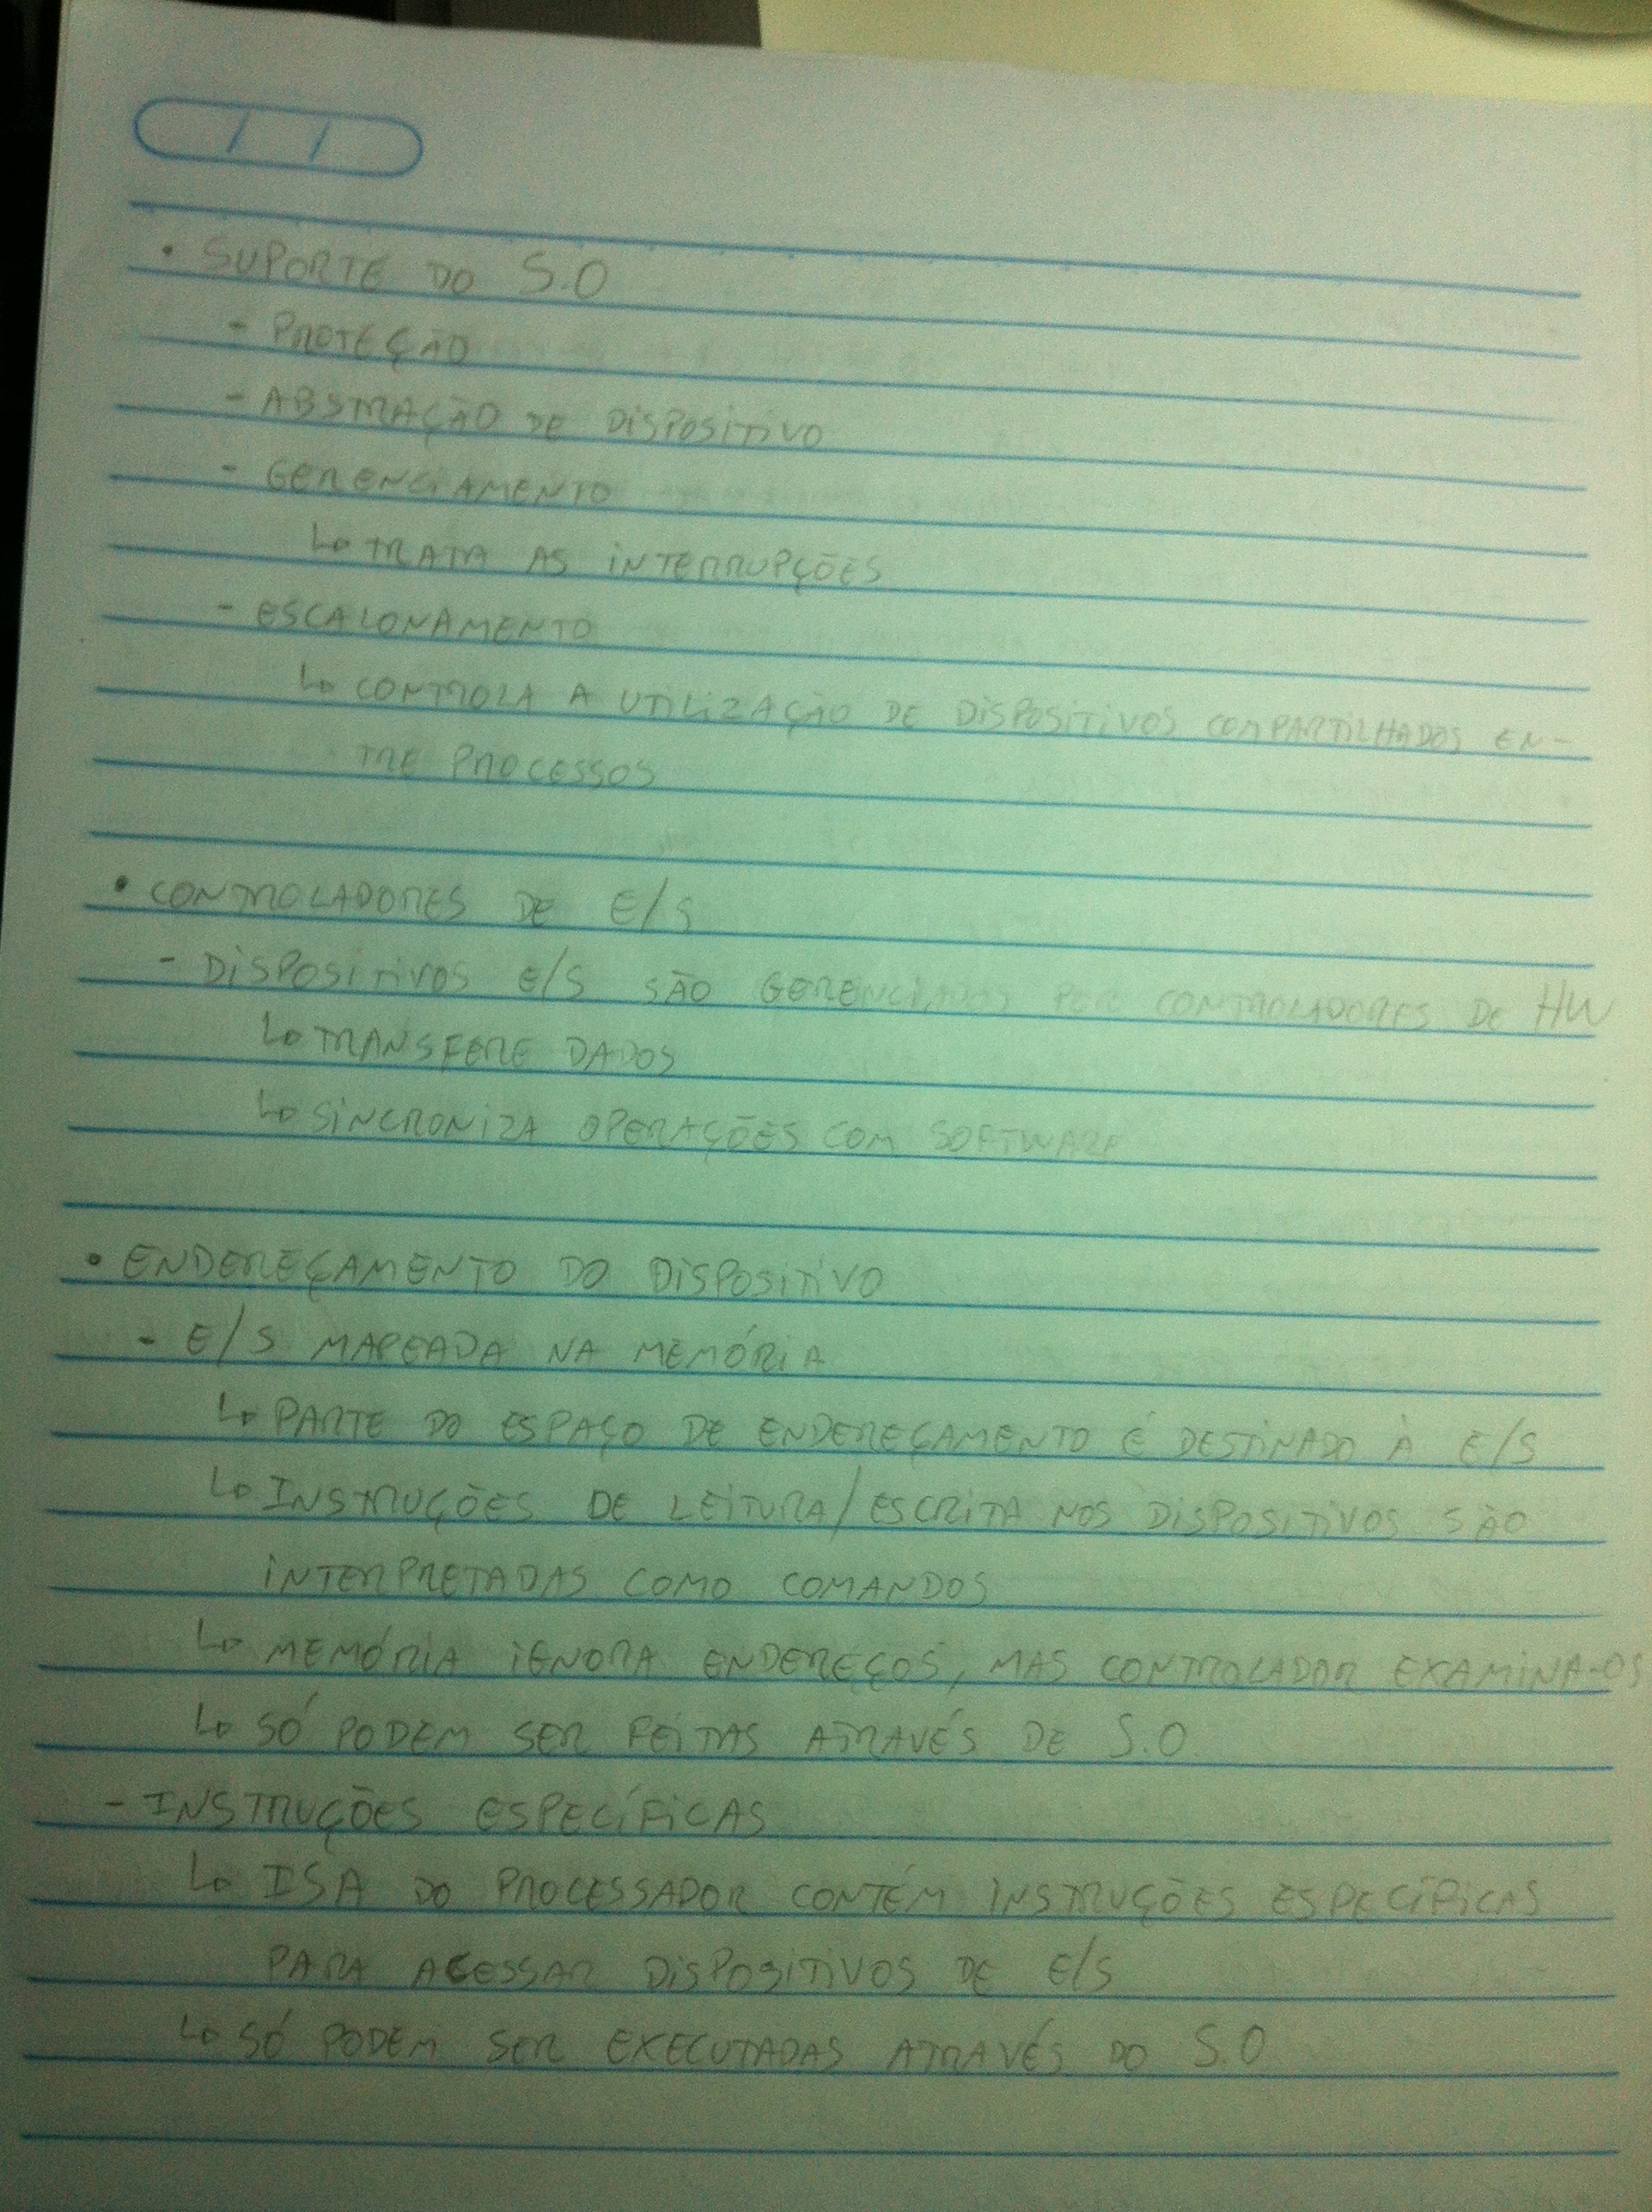 • SUPORTE DO S.O
- PROTEÇÃO
- ABSTRAÇÃO DE DISPOSITIVO
- GERENCIAMENTO
↳ TRATA AS INTERRUPÇÕES
- ESCALONAMENTO
↳ CONTROLA A UTILIZAÇÃO DE DISPOSITIVOS COMPARTILHADOS EN-
TRE PROCESSOS
• CONTROLADORES DE E/S
- DISPOSITIVOS E/S SÃO GERENCIADOS POR CONTROLADORES DE HW
↳ TRANSFERE DADOS
↳ SINCRONIZA OPERAÇÕES COM SOFTWARE
• ENDEREÇAMENTO DO DISPOSITIVO
- E/S MAPEADA NA MEMÓRIA
↳ PARTE DO ESPAÇO DE ENDEREÇAMENTO É DESTINADO À E/S
↳ INSTRUÇÕES DE LEITURA/ESCRITA NOS DISPOSITIVOS SÃO
INTERPRETADAS COMO COMANDOS
↳ MEMÓRIA IGNORA ENDEREÇOS, MAS CONTROLADOR EXAMINA-OS
↳ SÓ PODEM SER FEITAS ATRAVÉS DE S.O.
- INSTRUÇÕES ESPECÍFICAS
↳ ISA DO PROCESSADOR CONTÉM INSTRUÇÕES ESPECÍFICAS
PARA ACESSAR DISPOSITIVOS DE E/S
↳ SÓ PODEM SER EXECUTADAS ATRAVÉS DO S.O